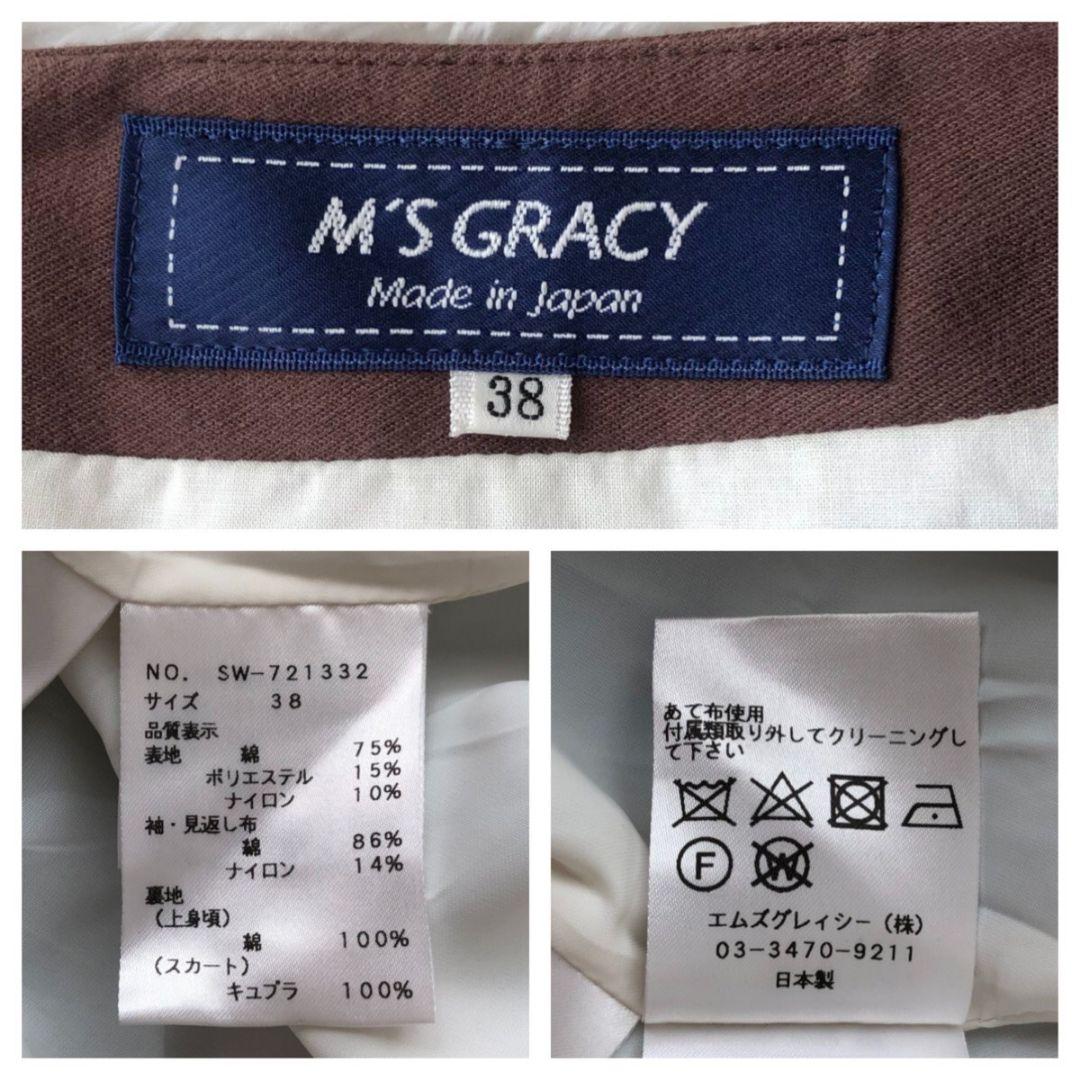 M'S GRACY
Made in Japan
38
NO. SW-721332
サイズ 38
品質表示
表地 綿 75%
ポリエステル 15%
ナイロン 10%
袖・見返し布
綿 86%
ナイロン 14%
裏地
(上身頃)
綿 100%
(スカート)
キュプラ 100%
あて布使用
付属類取り外してクリーニングし
て下さい
F W
エムズグレイシー(株)
03-3470-9211
日本製